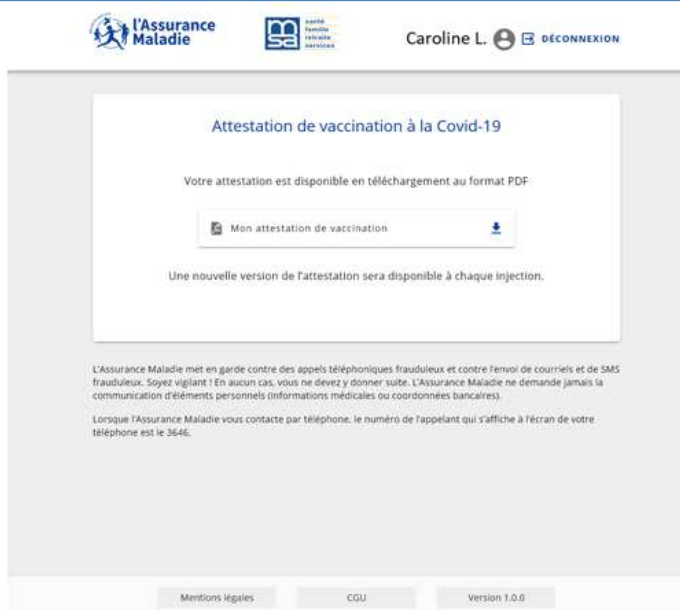 l'Assurance
Maladie
msa
santé
famille
retraite
services
Caroline L.
DÉCONNEXION
Attestation de vaccination à la Covid-19
Votre attestation est disponible en téléchargement au format PDF
Mon attestation de vaccination
Une nouvelle version de l'attestation sera disponible à chaque injection.
L'Assurance Maladie met en garde contre des appels téléphoniques frauduleux et contre l'envoi de courriels et de SMS
frauduleux. Soyez vigilant ! En aucun cas, vous ne devez y donner suite. L'Assurance Maladie ne demande jamais la
communication d'éléments personnels (informations médicales ou coordonnées bancaires).
Lorsque l'Assurance Maladie vous contacte par téléphone, le numéro de l'appelant qui s'affiche à l'écran de votre
téléphone est le 3646.
Mentions légales
CGU
Version 1.0.0